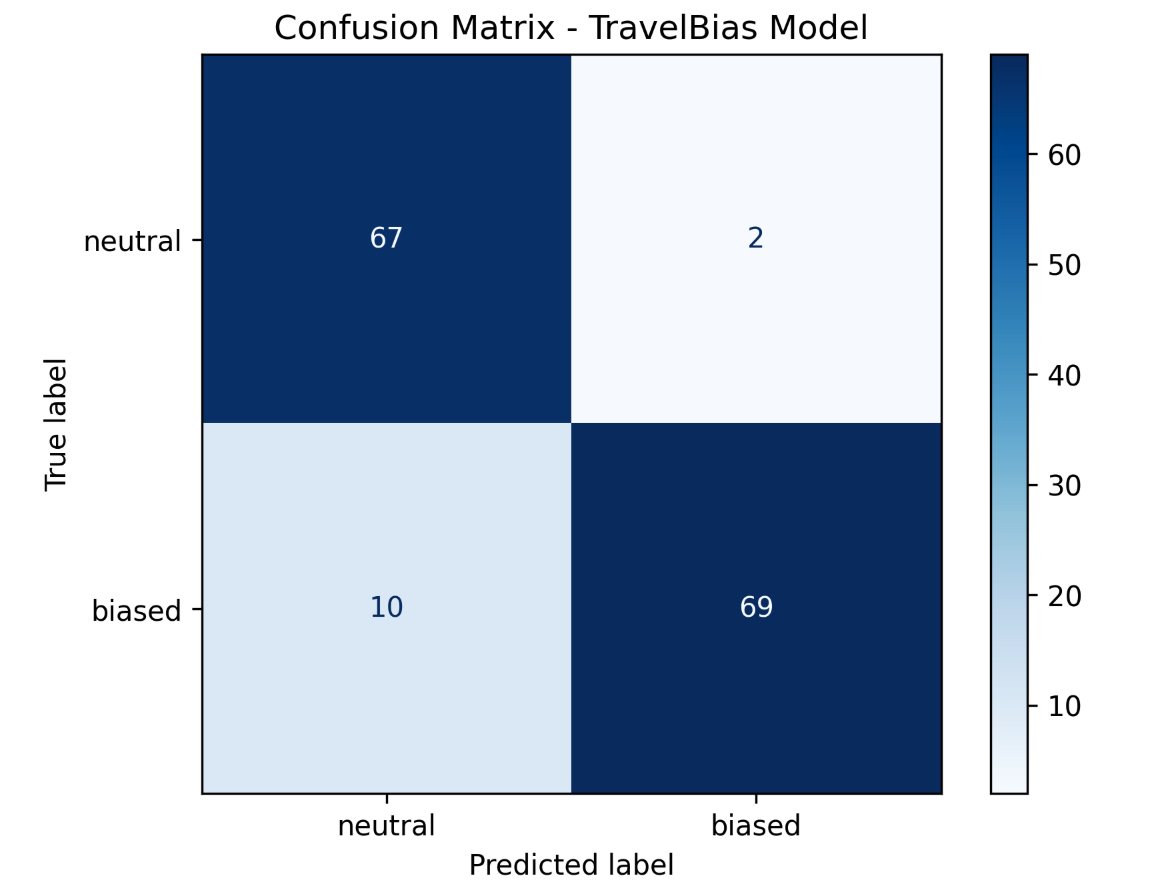 Confusion Matrix - TravelBias Model
True label
neutral
67
2
biased
10
69
neutral
biased
Predicted label
60
50
40
30
20
10